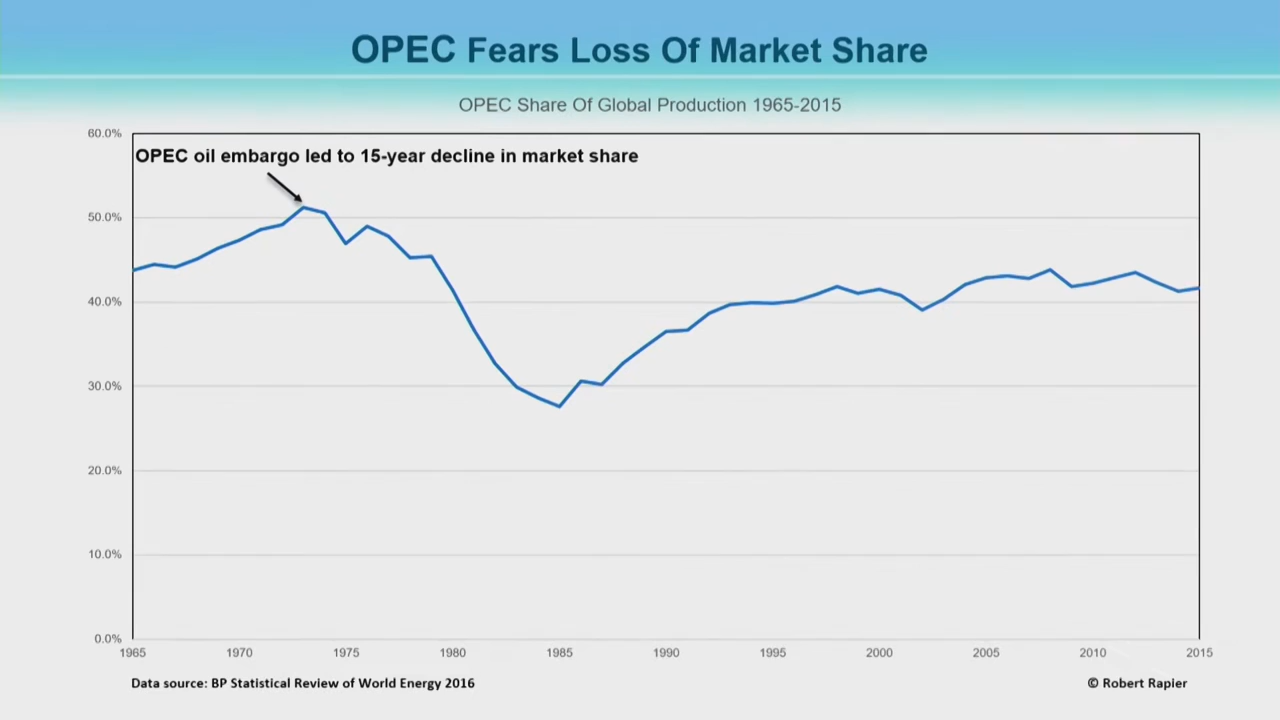 OPEC Fears Loss Of Market Share
OPEC Share Of Global Production 1965-2015
60.0%
OPEC oil embargo led to 15-year decline in market share
50.0%
40.0%
30.0%
20.0%
10.0%
0.0%
1965 1970 1975 1980 1985 1990 1995 2000 2005 2010 2015
Data source: BP Statistical Review of World Energy 2016 © Robert Rapier